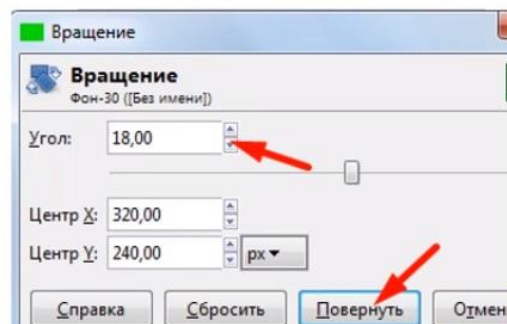 Вращение
Вращение
Фон-30 ([Без имени])
Угол: 18,00
Центр X: 320,00
Центр Y: 240,00 px
Справка Сбросить Повернуть